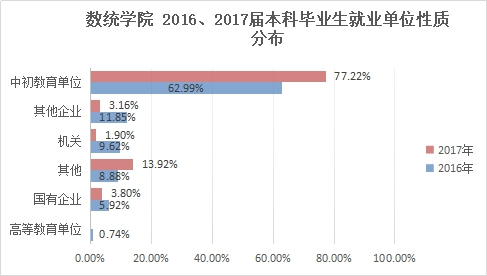 数统学院 2016、2017届本科毕业生就业单位性质
分布
中初教育单位
77.22%
62.99%
其他企业
3.16%
11.85%
机关
1.90%
9.62%
其他
13.92%
8.88%
国有企业
3.80%
5.92%
高等教育单位
0.74%
2017年
2016年
0.00% 20.00% 40.00% 60.00% 80.00% 100.00%